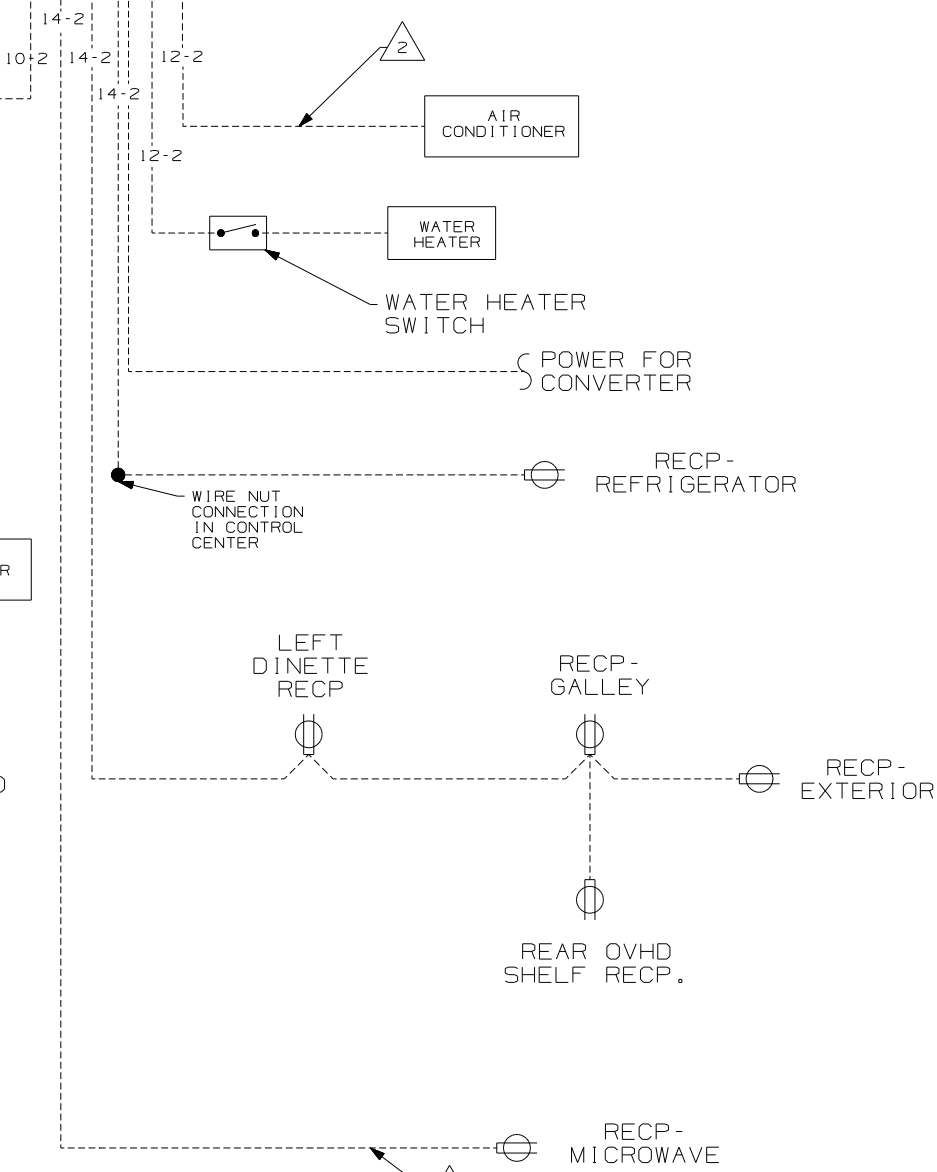 14-2
10-2
14-2
12-2
2
14-2
AIR
CONDITIONER
12-2
WATER
HEATER
WATER HEATER
SWITCH
POWER FOR
CONVERTER
RECP-
REFRIGERATOR
WIRE NUT
CONNECTION
IN CONTROL
CENTER
R
LEFT
DINETTE
RECP
RECP-
GALLEY
RECP-
EXTERIOR
REAR OVHD
SHELF RECP.
RECP-
MICROWAVE